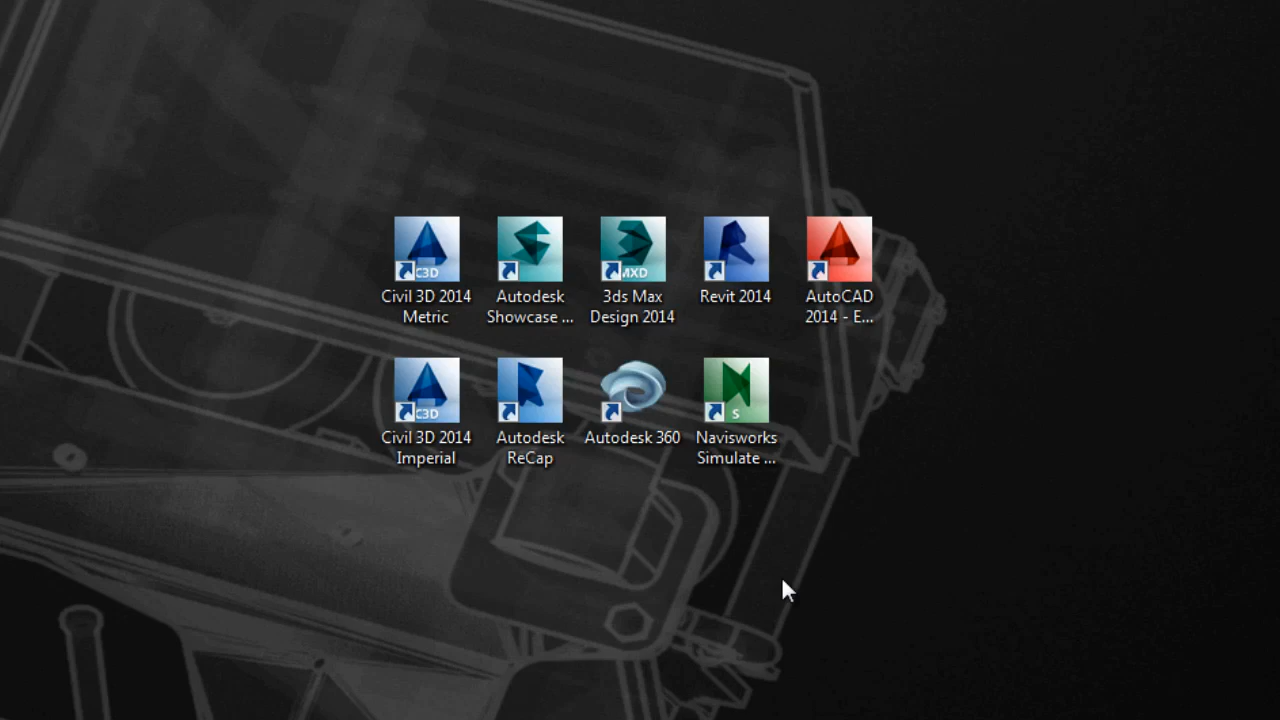 C3D
MXD
Civil 3D 2014
Metric
Autodesk
Showcase ...
3ds Max
Design 2014
Revit 2014
AutoCAD
2014 - E...
C3D
S
Civil 3D 2014
Imperial
Autodesk
ReCap
Autodesk 360
Navisworks
Simulate ...